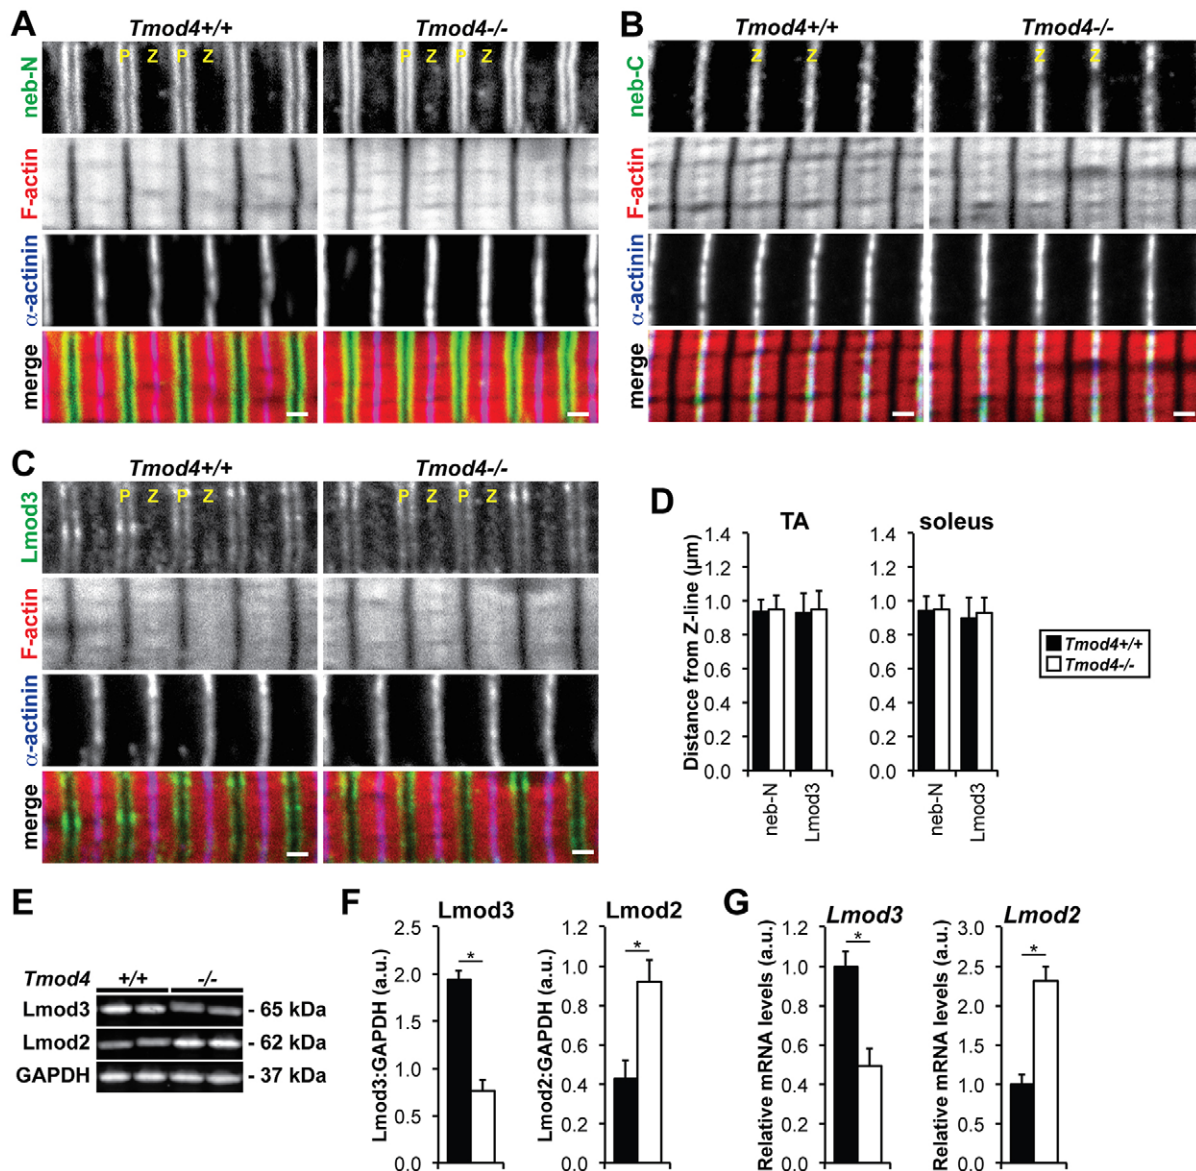 A
Tmod4+/+ Tmod4-/-
neb-N
P Z P Z P Z P Z
F-actin
α-actinin
merge
B
Tmod4+/+ Tmod4-/-
neb-C
Z Z Z Z
F-actin
α-actinin
merge
C
Tmod4+/+ Tmod4-/-
Lmod3
P Z P Z P Z P Z
F-actin
α-actinin
merge
D
TA
Distance from Z-line (μm)
1.4
1.2
1.0
0.8
0.6
0.4
0.2
0.0
neb-N
Lmod3
soleus
1.4
1.2
1.0
0.8
0.6
0.4
0.2
0.0
neb-N
Lmod3
Tmod4+/+
Tmod4-/-
E
Tmod4 +/+ -/-
Lmod3 - 65 kDa
Lmod2 - 62 kDa
GAPDH - 37 kDa
F
Lmod3
Lmod3:GAPDH (a.u.)
2.5
2.0
1.5
1.0
0.5
0.0
*
Lmod2
Lmod2:GAPDH (a.u.)
1.2
1.0
0.8
0.6
0.4
0.2
0.0
*
G
Lmod3
Relative mRNA levels (a.u.)
1.2
1.0
0.8
0.6
0.4
0.2
0.0
*
Lmod2
Relative mRNA levels (a.u.)
3.0
2.5
2.0
1.5
1.0
0.5
0.0
*